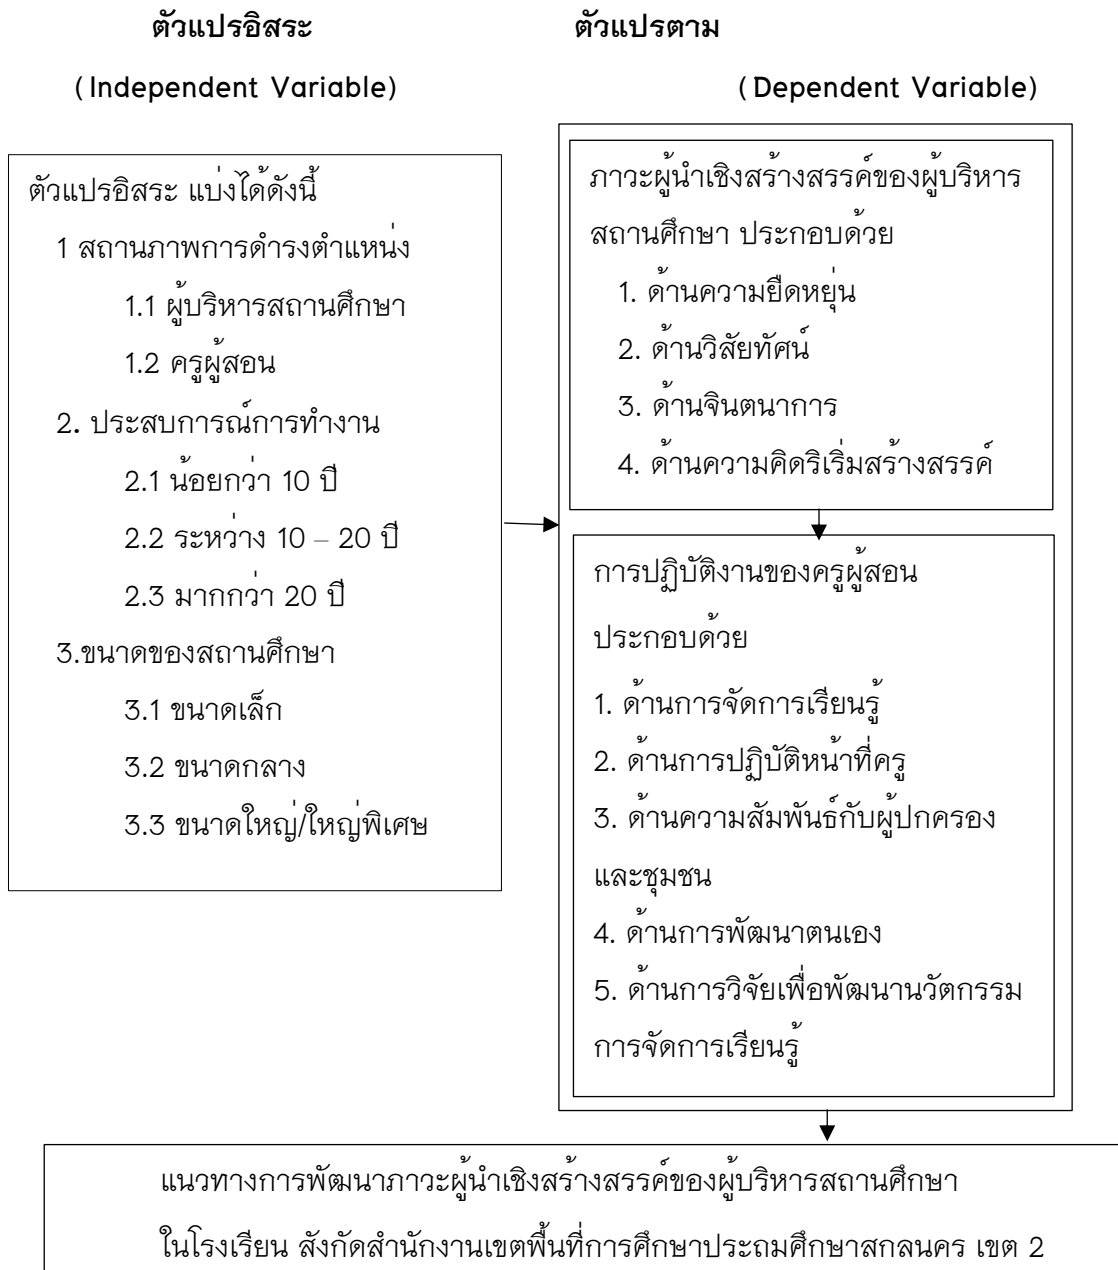 ตัวแปรอิสระ
(Independent Variable)
ตัวแปรอิสระ แบ่งได้ดังนี้
1 สถานภาพการดำรงตำแหน่ง
1.1 ผู้บริหารสถานศึกษา
1.2 ครูผู้สอน
2. ประสบการณ์การทำงาน
2.1 น้อยกว่า 10 ปี
2.2 ระหว่าง 10 – 20 ปี
2.3 มากกว่า 20 ปี
3.ขนาดของสถานศึกษา
3.1 ขนาดเล็ก
3.2 ขนาดกลาง
3.3 ขนาดใหญ่/ใหญ่พิเศษ
ตัวแปรตาม
(Dependent Variable)
ภาวะผู้นำเชิงสร้างสรรค์ของผู้บริหาร
สถานศึกษา ประกอบด้วย
1. ด้านความยืดหยุ่น
2. ด้านวิสัยทัศน์
3. ด้านจินตนาการ
4. ด้านความคิดริเริ่มสร้างสรรค์
การปฏิบัติงานของครูผู้สอน
ประกอบด้วย
1. ด้านการจัดการเรียนรู้
2. ด้านการปฏิบัติหน้าที่ครู
3. ด้านความสัมพันธ์กับผู้ปกครอง
และชุมชน
4. ด้านการพัฒนาตนเอง
5. ด้านการวิจัยเพื่อพัฒนานวัตกรรม
การจัดการเรียนรู้
แนวทางการพัฒนาภาวะผู้นำเชิงสร้างสรรค์ของผู้บริหารสถานศึกษา
ในโรงเรียน สังกัดสำนักงานเขตพื้นที่การศึกษาประถมศึกษาสกลนคร เขต 2